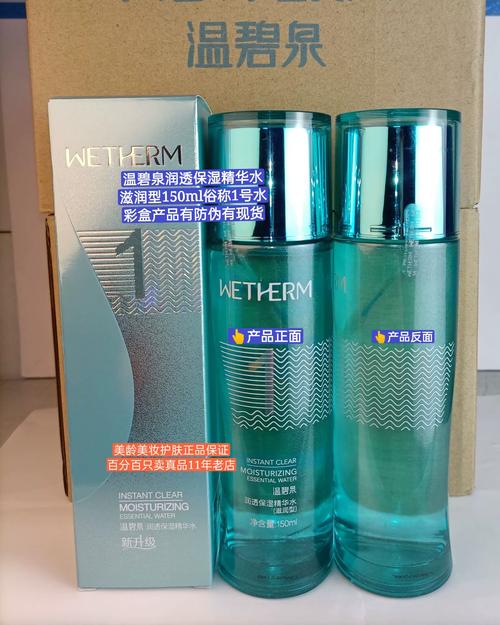 温碧泉
WETHERM
温碧泉润透保湿精华水
滋润型150ml俗称1号水
彩盒产品有防伪有现货
1
WETHERM
👆产品正面
👆产品反面
1
美龄美妆护肤正品保证
百分百只卖真品11年老店
INSTANT CLEAR
MOISTURIZING
ESSENTIAL WATER
温碧泉 润透保湿精华水
新升级
INSTANT CLEAR
MOISTURIZING
ESSENTIAL WATER
温碧泉
润透保湿精华水
(滋润型)
净含量:150ml